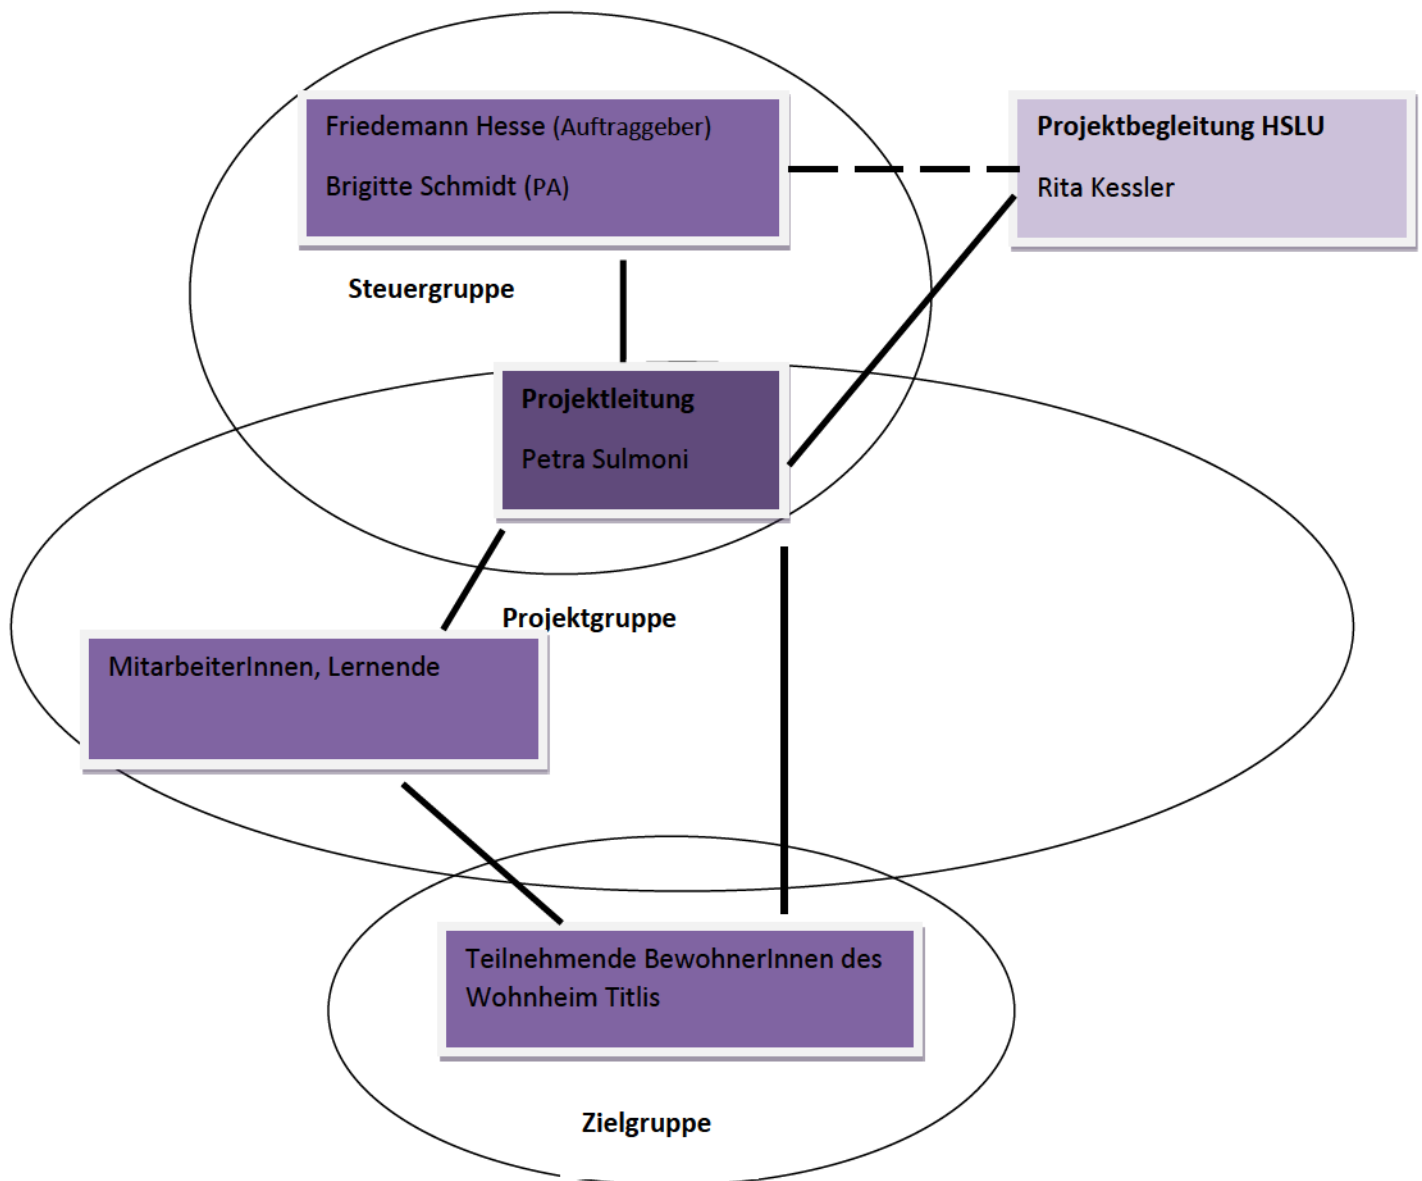 Friedemann Hesse (Auftraggeber)
Brigitte Schmidt (PA)
Projektbegleitung HSLU
Rita Kessler
Steuergruppe
Projektleitung
Petra Sulmoni
Projektgruppe
MitarbeiterInnen, Lernende
Teilnehmende BewohnerInnen des
Wohnheim Titlis
Zielgruppe